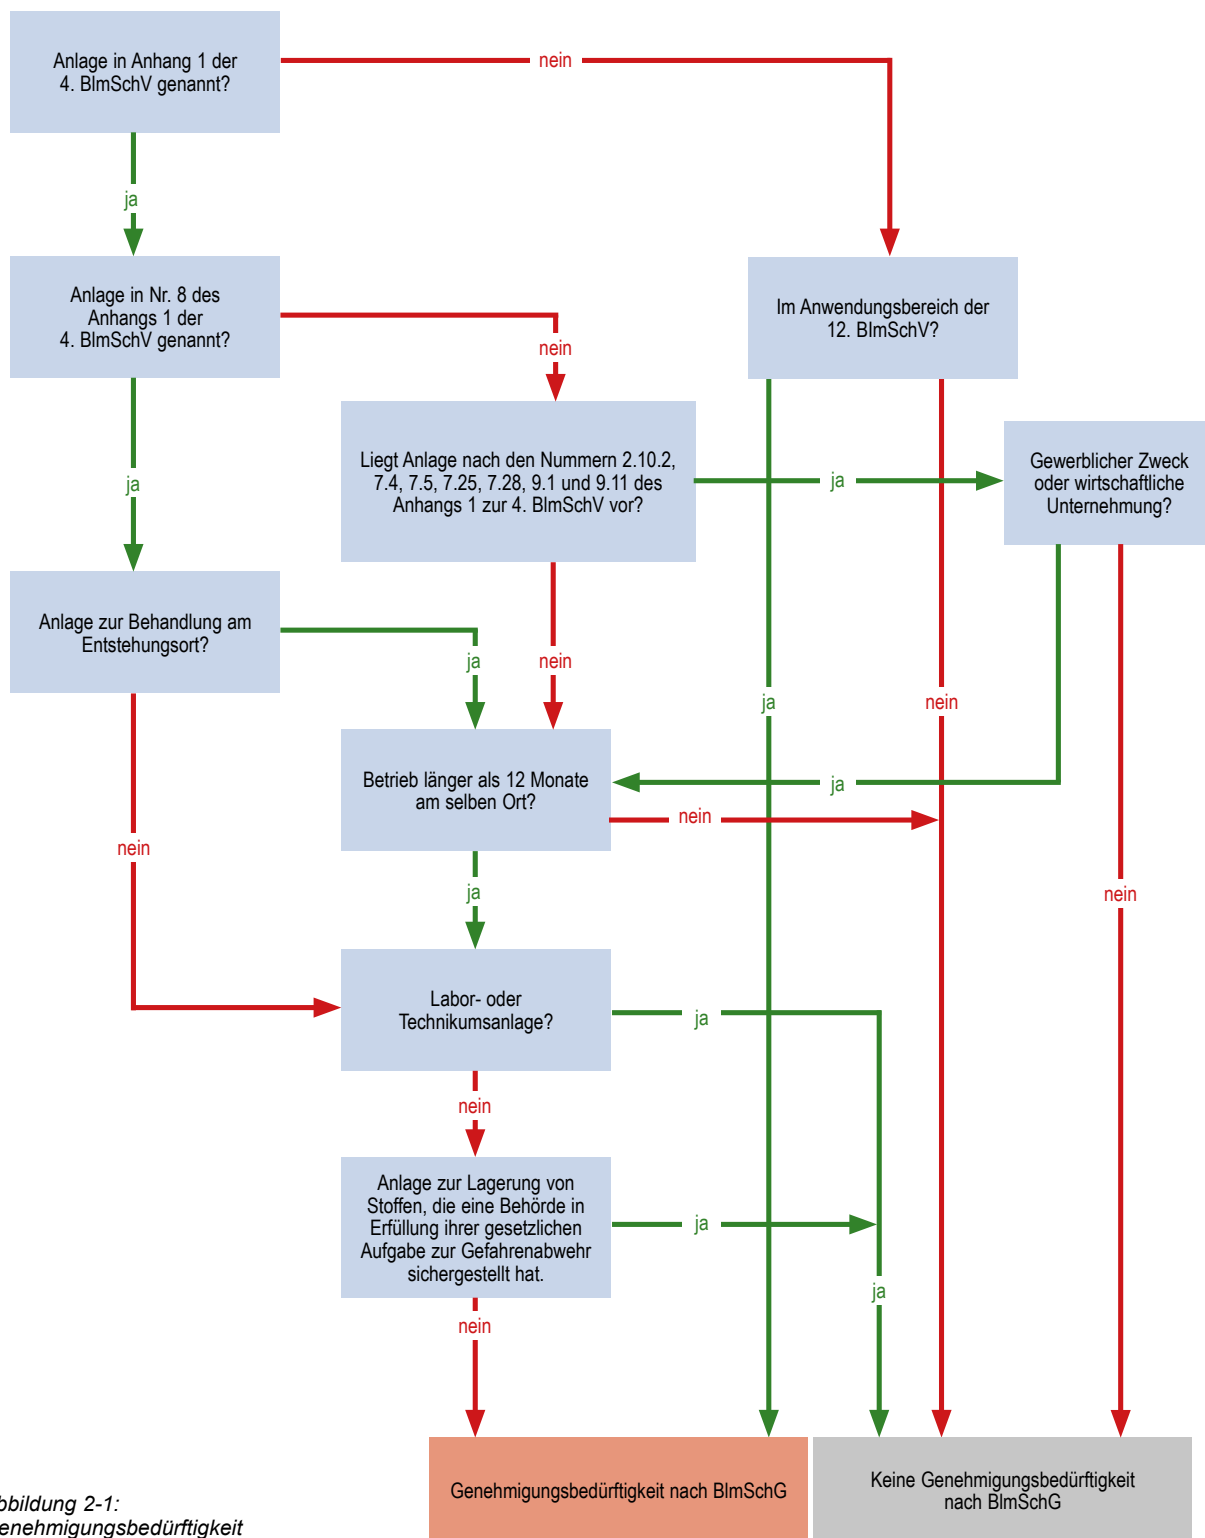 Anlage in Anhang 1 der
4. BImSchV genannt?
nein
ja
Anlage in Nr. 8 des
Anhangs 1 der
4. BImSchV genannt?
nein
Im Anwendungsbereich der
12. BImSchV?
ja
Liegt Anlage nach den Nummern 2.10.2,
7.4, 7.5, 7.25, 7.28, 9.1 und 9.11 des
Anhangs 1 zur 4. BImSchV vor?
ja
Gewerblicher Zweck
oder wirtschaftliche
Unternehmung?
Anlage zur Behandlung am
Entstehungsort?
ja
nein
ja
nein
Betrieb länger als 12 Monate
am selben Ort?
ja
nein
nein
ja
nein
Labor- oder
Technikumsanlage?
ja
nein
Anlage zur Lagerung von
Stoffen, die eine Behörde in
Erfüllung ihrer gesetzlichen
Aufgabe zur Gefahrenabwehr
sichergestellt hat.
ja
ja
nein
Genehmigungsbedürftigkeit nach BImSchG
Keine Genehmigungsbedürftigkeit
nach BImSchG
bbildung 2-1:
enehmigungsbedürftigkeit